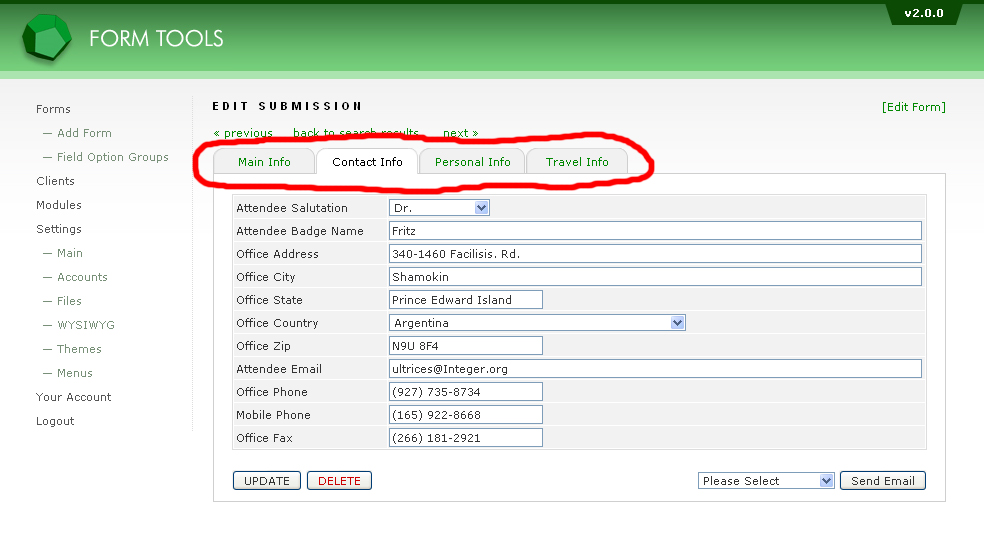 v2.0.0
FORM TOOLS
Forms
— Add Form
— Field Option Groups
Clients
Modules
Settings
— Main
— Accounts
— Files
— WYSIWYG
— Themes
— Menus
Your Account
Logout
EDIT SUBMISSION
[Edit Form]
« previous back to search results next »
Main Info Contact Info Personal Info Travel Info
Attendee Salutation Dr.
Attendee Badge Name Fritz
Office Address 340-1460 Facilisis. Rd.
Office City Shamokin
Office State Prince Edward Island
Office Country Argentina
Office Zip N9U 8F4
Attendee Email ultrices@Integer.org
Office Phone (927) 735-8734
Mobile Phone (165) 922-8668
Office Fax (266) 181-2921
UPDATE DELETE Please Select Send Email